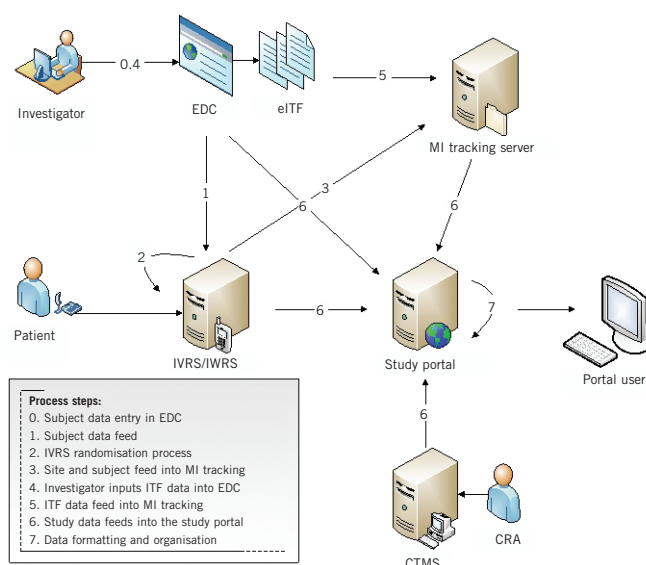 0.4
5
Investigator
EDC
eITF
MI tracking server
1
3
6
6
2
6
7
Patient
IVRS/IWRS
Study portal
Portal user
6
CTMS
CRA
Process steps:
0. Subject data entry in EDC
1. Subject data feed
2. IVRS randomisation process
3. Site and subject feed into MI tracking
4. Investigator inputs ITF data into EDC
5. ITF data feed into MI tracking
6. Study data feeds into the study portal
7. Data formatting and organisation